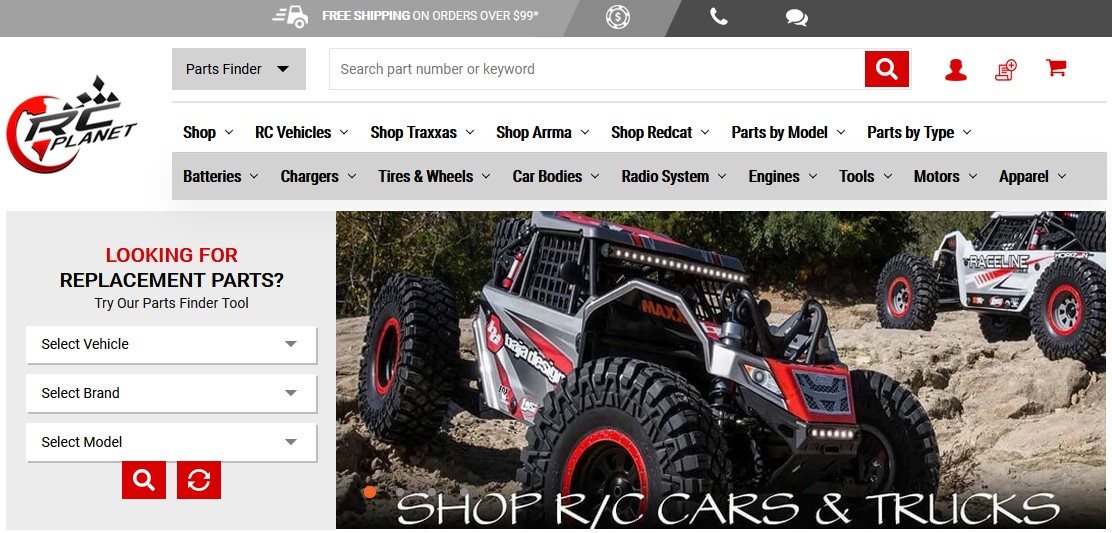 FREE SHIPPING ON ORDERS OVER $99*
RC
PLANET
Parts Finder
Search part number or keyword
Shop RC Vehicles Shop Traxxas Shop Arrma Shop Redcat Parts by Model Parts by Type
Batteries Chargers Tires & Wheels Car Bodies Radio System Engines Tools Motors Apparel
LOOKING FOR
REPLACEMENT PARTS?
Try Our Parts Finder Tool
Select Vehicle
Select Brand
Select Model
MAXX
baja design
RACELINE
HORIZON
SHOP R/C CARS & TRUCKS